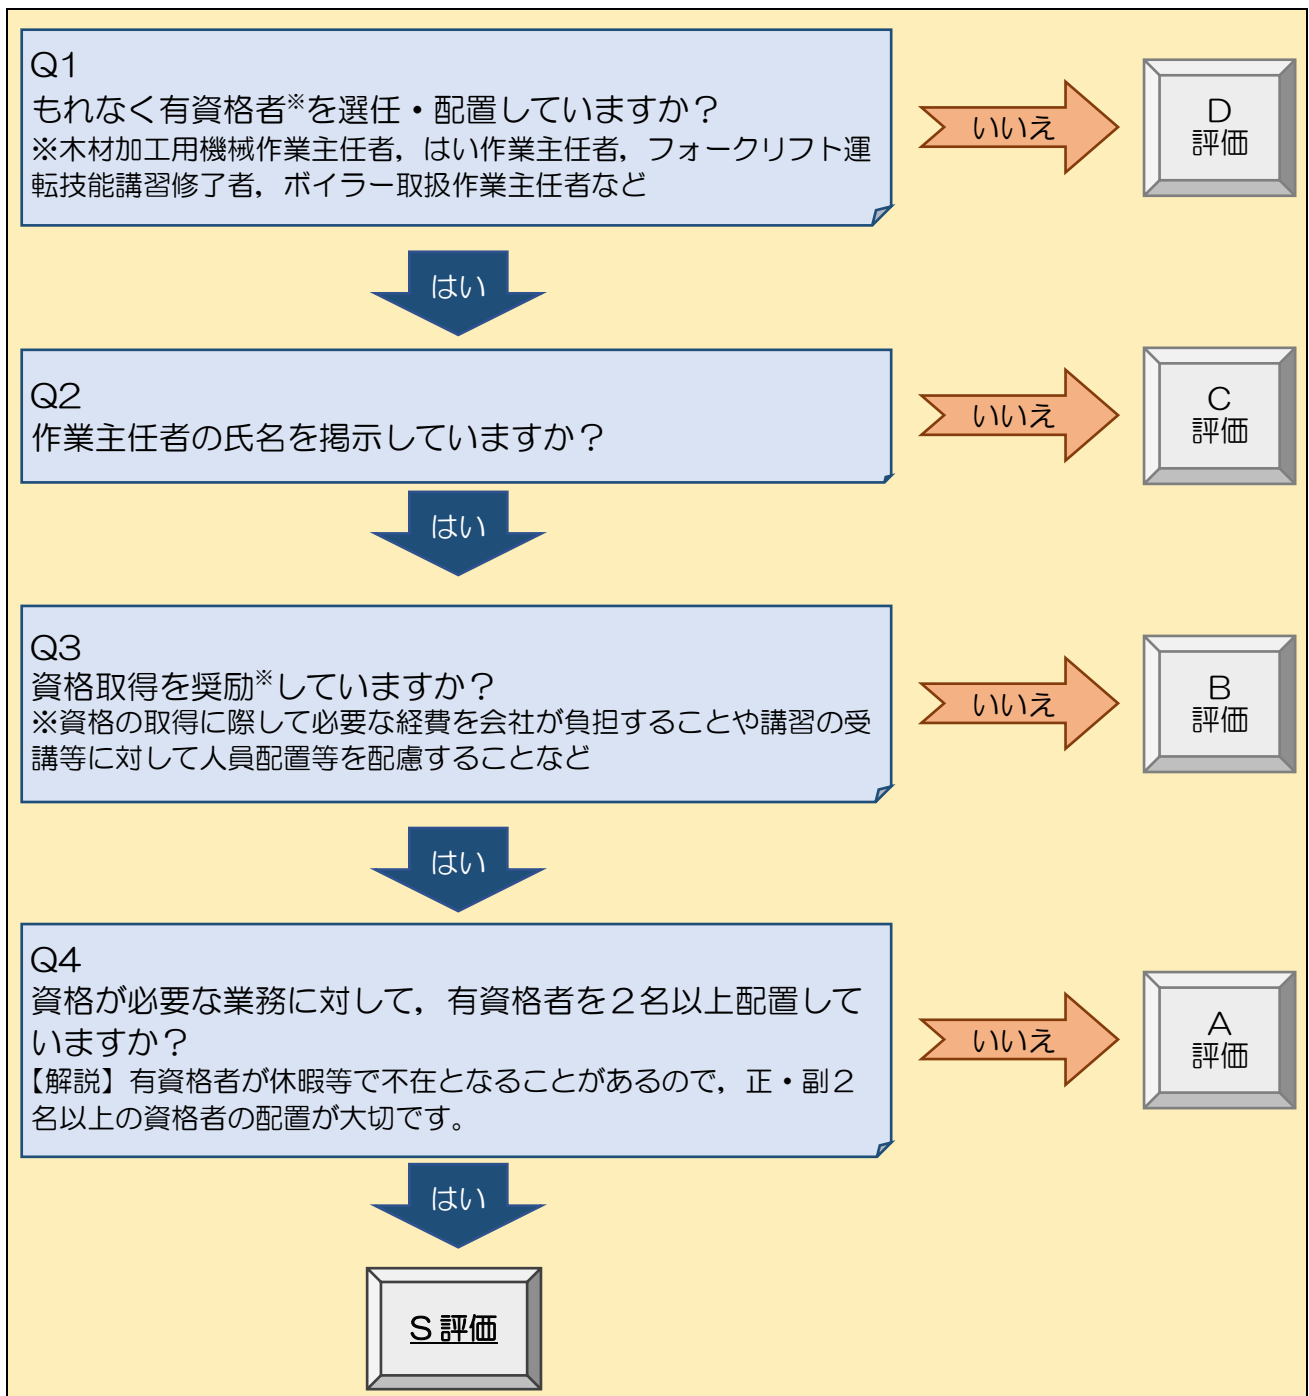 Q1
もれなく有資格者※を選任・配置していますか？
※木材加工用機械作業主任者，はい作業主任者，フォークリフト運
転技能講習修了者，ボイラー取扱作業主任者など
いいえ
D
評価
はい
Q2
作業主任者の氏名を掲示していますか？
いいえ
C
評価
はい
Q3
資格取得を奨励※していますか？
※資格の取得に際して必要な経費を会社が負担することや講習の受
講等に対して人員配置等を配慮することなど
いいえ
B
評価
はい
Q4
資格が必要な業務に対して，有資格者を２名以上配置して
いますか？
【解説】有資格者が休暇等で不在となることがあるので，正・副２
名以上の資格者の配置が大切です。
いいえ
A
評価
はい
S評価